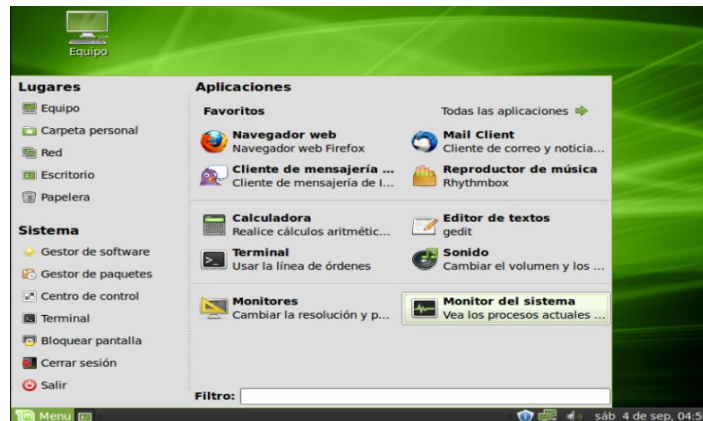 Equipo
Lugares
Equipo
Carpeta personal
Red
Escritorio
Papelera
Sistema
Gestor de software
Gestor de paquetes
Centro de control
Terminal
Bloquear pantalla
Cerrar sesión
Salir
Aplicaciones
Favoritos
Todas las aplicaciones
Navegador web
Navegador web Firefox
Mail Client
Cliente de correo y noticia...
Cliente de mensajería ...
Cliente de mensajería de I...
Reproductor de música
Rhythmbox
Calculadora
Realice cálculos aritmétic...
Editor de textos
gedit
Terminal
Usar la línea de órdenes
Sonido
Cambiar el volumen y los ...
Monitores
Cambiar la resolución y p...
Monitor del sistema
Vea los procesos actuales ...
Filtro:
Menu
sáb 4 de sep, 04:5